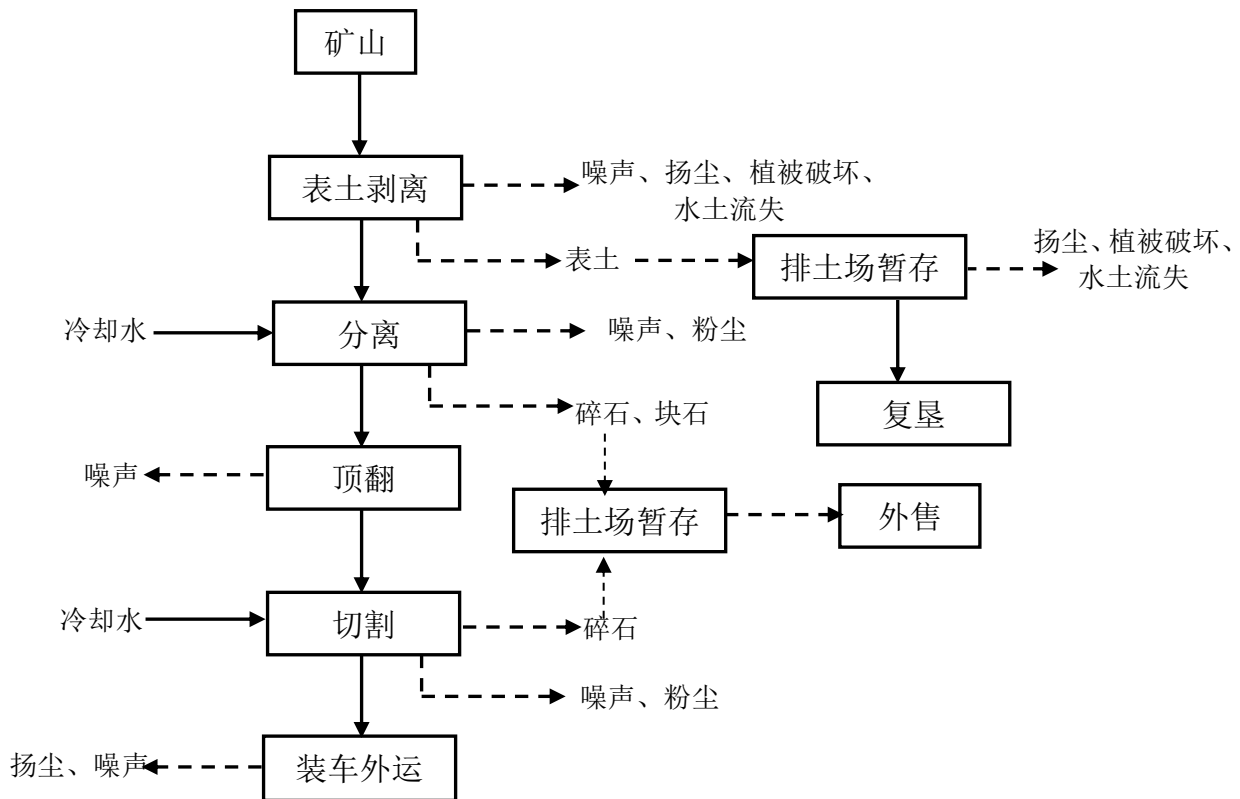 矿山
表土剥离
噪声、扬尘、植被破坏、
水土流失
表土
排土场暂存
扬尘、植被破坏、
水土流失
冷却水
分离
噪声、粉尘
碎石、块石
复垦
噪声
顶翻
排土场暂存
外售
冷却水
切割
碎石
噪声、粉尘
扬尘、噪声
装车外运